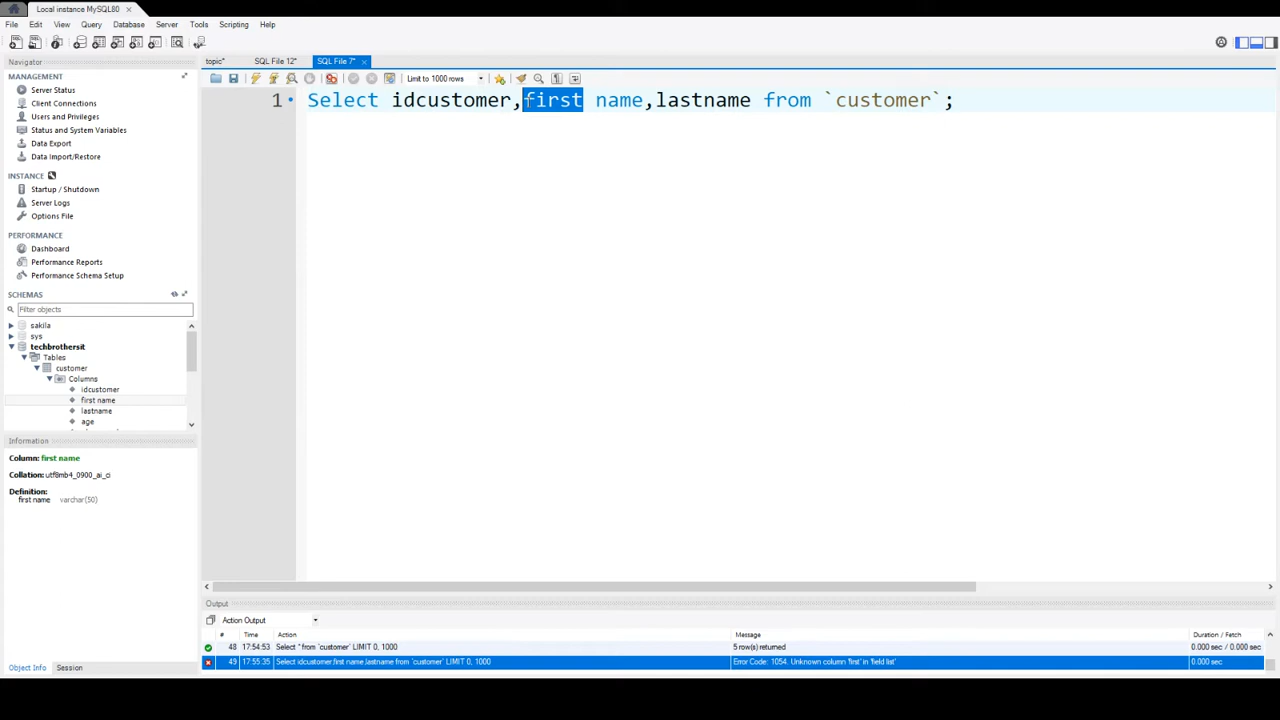 Local instance MySQL80 ×
File Edit View Query Database Server Tools Scripting Help
Navigator
MANAGEMENT
Server Status
Client Connections
Users and Privileges
Status and System Variables
Data Export
Data Import/Restore
INSTANCE
Startup / Shutdown
Server Logs
Options File
PERFORMANCE
Dashboard
Performance Reports
Performance Schema Setup
SCHEMAS
Filter objects
sakila
sys
techbrothersit
Tables
customer
Columns
idcustomer
first name
lastname
age
Information
Column: first name
Collation: utf8mb4_0900_ai_ci
Definition:
first name varchar(50)
Object Info Session
topic* SQL File 12* SQL File 7* ×
Limit to 1000 rows
1 Select idcustomer,first name,lastname from `customer`;
Output
Action Output
# Time Action Message Duration / Fetch
48 17:54:53 Select * from `customer` LIMIT 0, 1000 5 row(s) returned 0.000 sec / 0.000 sec
49 17:55:35 Select idcustomer,first name,lastname from `customer` LIMIT 0, 1000 Error Code: 1054. Unknown column 'first' in 'field list' 0.000 sec